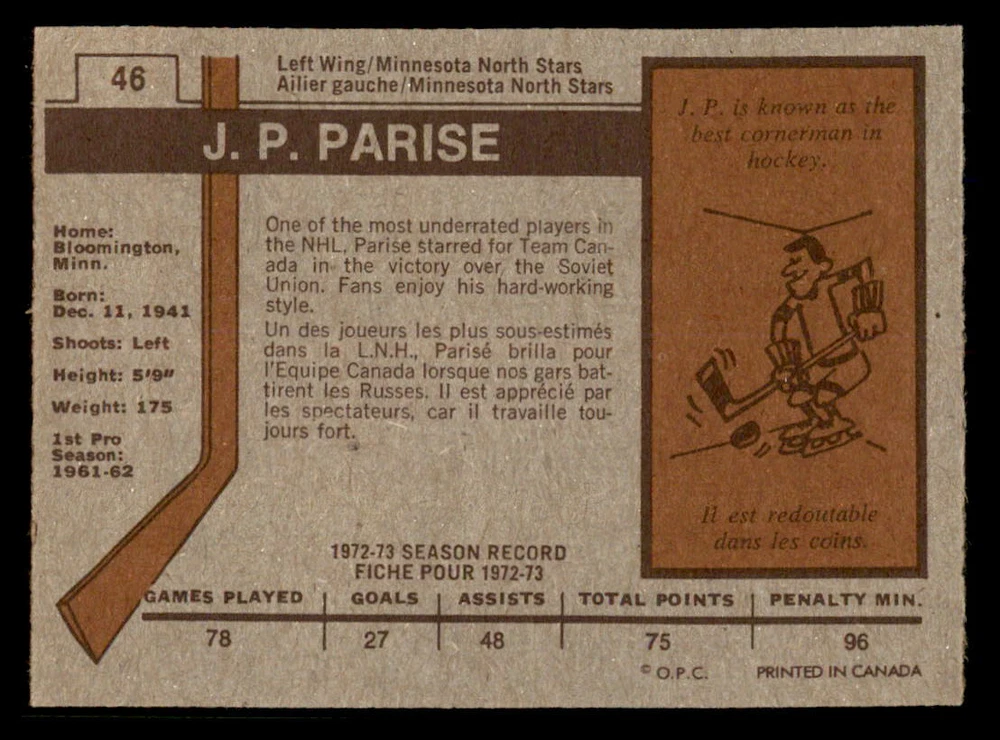 46
Left Wing/Minnesota North Stars
Ailier gauche/Minnesota North Stars
J. P. PARISE
Home:
Bloomington,
Minn.
Born:
Dec. 11, 1941
Shoots: Left
Height: 5'9"
Weight: 175
1st Pro
Season:
1961-62
One of the most underrated players in
the NHL, Parise starred for Team Can-
ada in the victory over the Soviet
Union. Fans enjoy his hard-working
style.
Un des joueurs les plus sous-estimés
dans la L.N.H., Parisé brilla pour
l'Equipe Canada lorsque nos gars bat-
tirent les Russes. Il est apprécié par
les spectateurs, car il travaille tou-
jours fort.
J. P. is known as the
best cornerman in
hockey.
Il est redoutable
dans les coins.
1972-73 SEASON RECORD
FICHE POUR 1972-73
GAMES PLAYED GOALS ASSISTS TOTAL POINTS PENALTY MIN.
78 27 48 75 96
© O.P.C. PRINTED IN CANADA